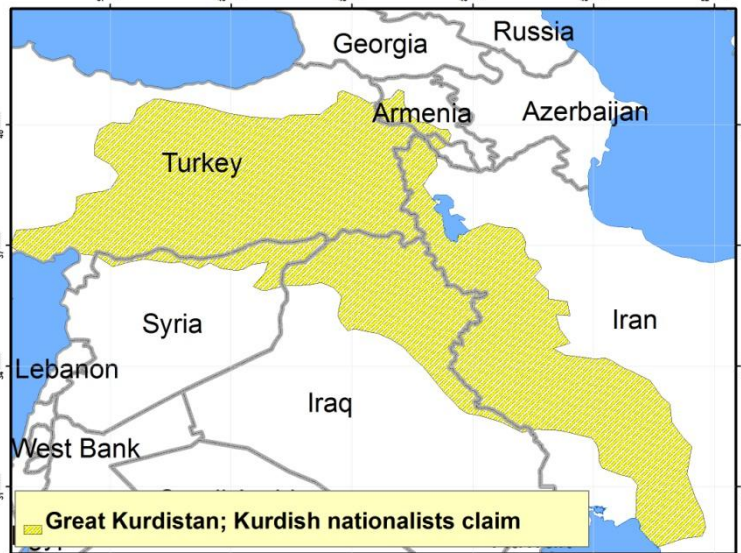 Russia
Georgia
Armenia
Azerbaijan
Turkey
Syria
Iran
Lebanon
Iraq
West Bank
Great Kurdistan; Kurdish nationalists claim